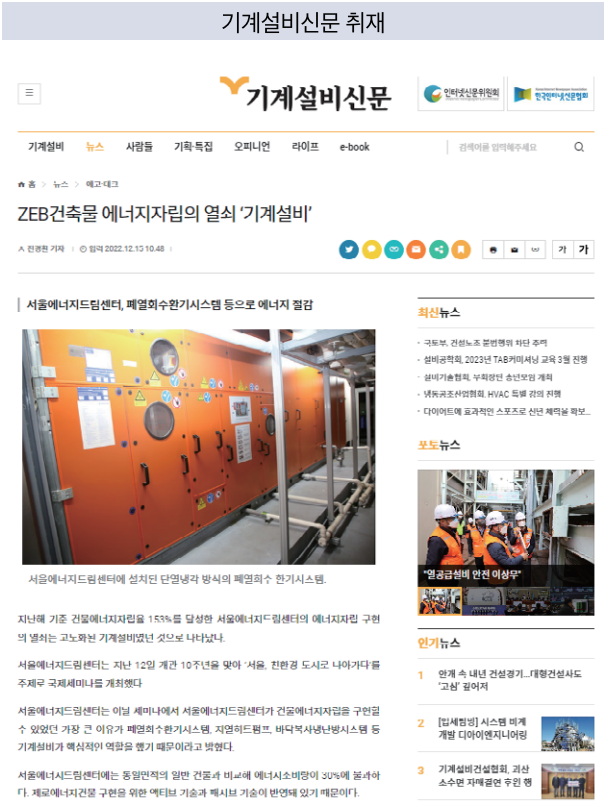 기계설비신문 취재
기계설비신문
인터넷신문위원회
한국인터넷신문협회
기계설비 뉴스 사람들 기획·특집 오피니언 라이프 e-book 검색어를 입력해주세요
홈 > 뉴스 > 예고·테크
ZEB건축물 에너지자립의 열쇠 ‘기계설비’
기자 입력 2022.12.15 10:48 가 가
서울에너지드림센터, 폐열회수환기시스템 등으로 에너지 절감
서울에너지드림센터에 설치된 단열냉각 방식의 폐열회수 환기시스템.
지난해 기준 건물에너지자립율 153%를 달성한 서울에너지드림센터의 에너지자립 구현
의 열쇠는 고도화된 기계설비였던 것으로 나타났다.
서울에너지드림센터는 지난 12일 개관 10주년을 맞아 ‘서울, 친환경 도시로 나아가다’를
주제로 국제세미나를 개최했다
서울에너지드림센터는 이날 세미나에서 서울에너지드림센터가 건물에너지자립을 구현할
수 있었던 가장 큰 이유가 폐열회수환기시스템, 지열히트펌프, 바닥복사냉난방시스템 등
기계설비가 핵심적인 역할을 했기 때문이라고 밝혔다.
서울에너지드림센터에는 동일면적의 일반 건물과 비교해 에너지소비량이 30%에 불과하
다. 제로에너지건물 구현을 위한 액티브 기술과 패시브 기술이 반영돼 있기 때문이다.
최신뉴스
· 국토부, 건설노조 불법행위 차단 추력
· 설비공학회, 2023년 TAB커미셔닝 교육 3월 진행
· 설비기술협회, 부회장단 송년모임 개최
· 냉동공조산업협회, HVAC 특별 강의 진행
· 다이어트에 효과적인 스포츠로 신년 체력을 확보...
포토뉴스
"열공급설비 안전 이상무"
인기뉴스
1 안개 속 내년 건설경기...대형건설사도
‘고심’ 깊어져
2 [업체탐방] 시스템 비계
개발 디아이엔지니어링
3 기계설비건설협회, 괴산
소수면 자매결연 후원 행